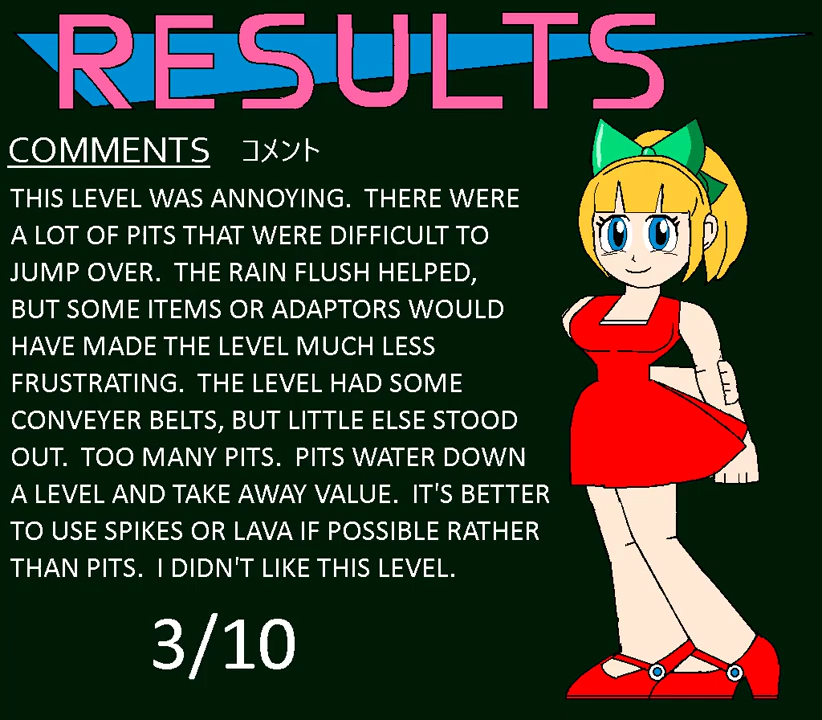 RESULTS
COMMENTS コメント
THIS LEVEL WAS ANNOYING. THERE WERE
A LOT OF PITS THAT WERE DIFFICULT TO
JUMP OVER. THE RAIN FLUSH HELPED,
BUT SOME ITEMS OR ADAPTORS WOULD
HAVE MADE THE LEVEL MUCH LESS
FRUSTRATING. THE LEVEL HAD SOME
CONVEYER BELTS, BUT LITTLE ELSE STOOD
OUT. TOO MANY PITS. PITS WATER DOWN
A LEVEL AND TAKE AWAY VALUE. IT'S BETTER
TO USE SPIKES OR LAVA IF POSSIBLE RATHER
THAN PITS. I DIDN'T LIKE THIS LEVEL.
3/10